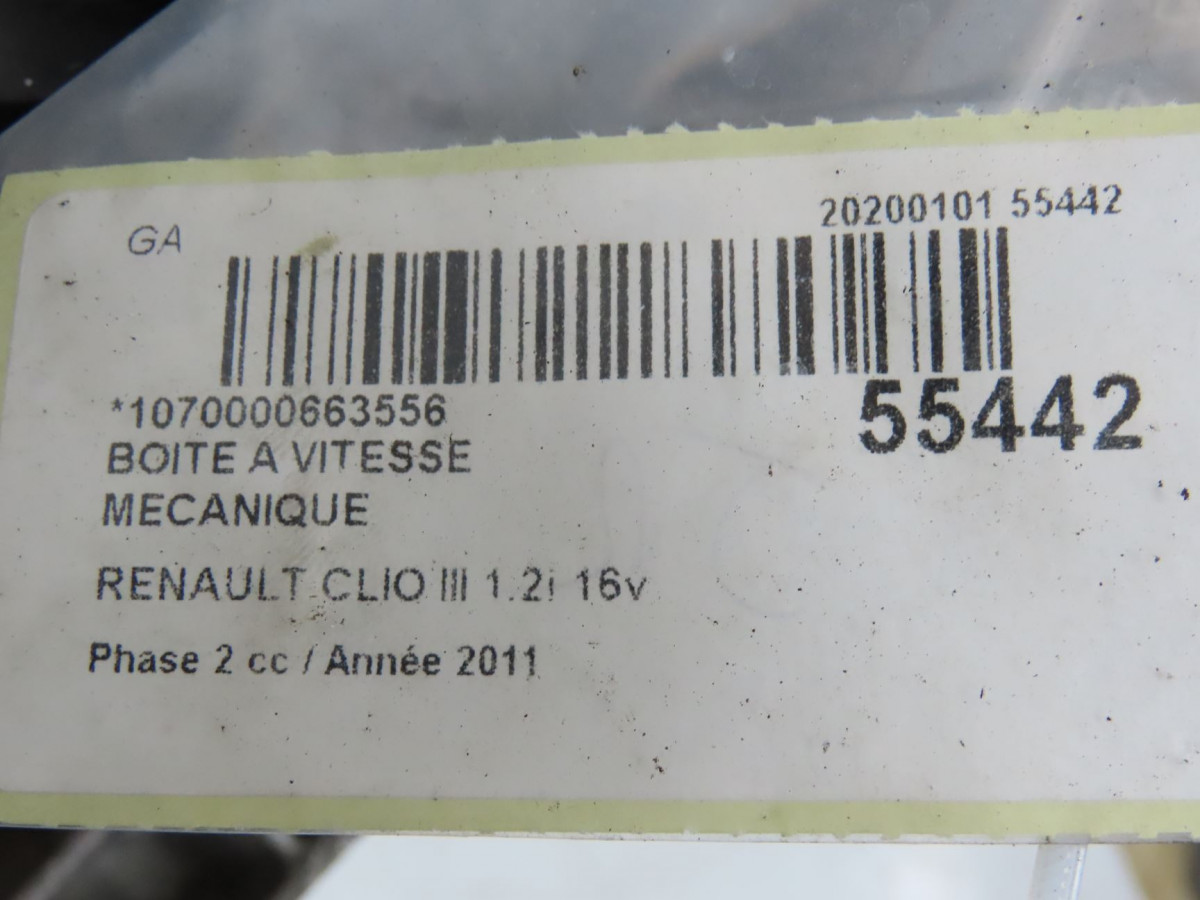 GA
20200101 55442
*1070000663556
55442
BOITE A VITESSE
MECANIQUE
RENAULT CLIO III 1.2i 16v
Phase 2 cc / Année 2011